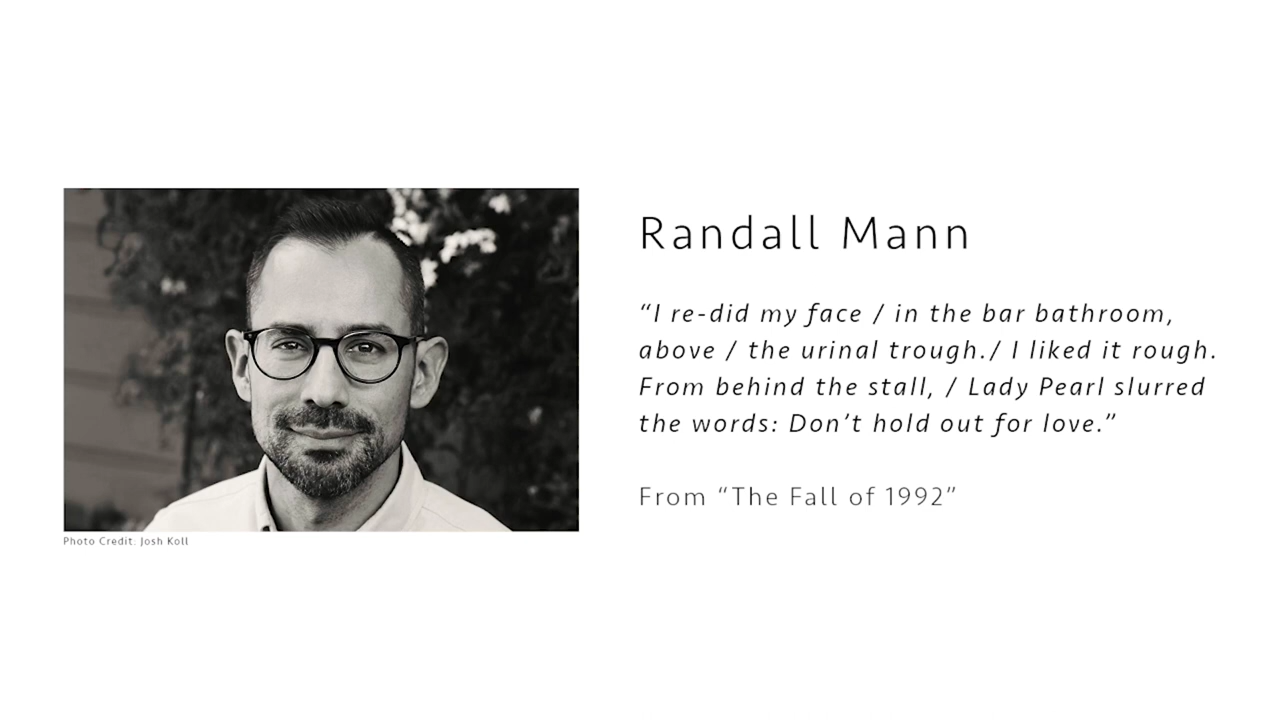 Randall Mann
“I re-did my face / in the bar bathroom,
above / the urinal trough./ I liked it rough.
From behind the stall, / Lady Pearl slurred
the words: Don’t hold out for love.”
From “The Fall of 1992”
Photo Credit: Josh Koll